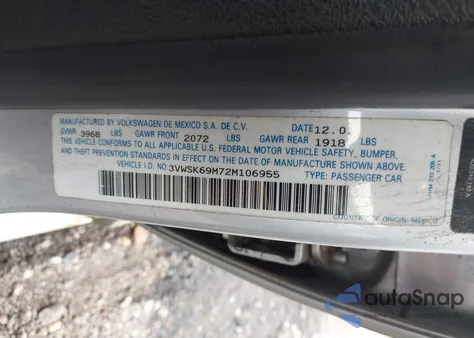 MANUFACTURED BY VOLKSWAGEN DE MEXICO S.A. DE C.V. DATE
GVWR 3968 LBS GAWR FRONT 2072 LBS GAWR REAR 1918 LBS
THIS VEHICLE CONFORMS TO ALL APPLICABLE U.S. FEDERAL MOTOR VEHICLE SAFETY, BUMPER,
AND THEFT PREVENTION STANDARDS IN EFFECT ON THE DATE OF MANUFACTURE SHOWN ABOVE.
VEHICLE I.D. NO. 3VWSK69M72M106955 TYPE: PASSENGER CAR
COUNTRY OF ORIGIN: MEXICO
autoSnap